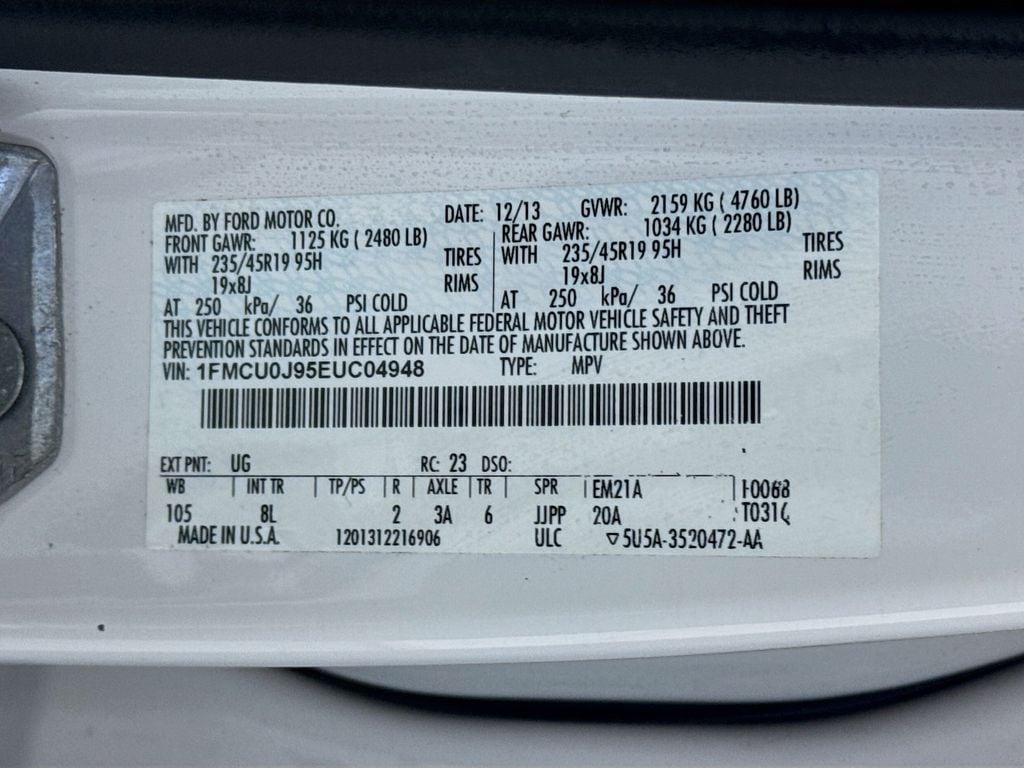 MFD. BY FORD MOTOR CO. DATE: 12/13 GVWR: 2159 KG ( 4760 LB)
FRONT GAWR: 1125 KG ( 2480 LB) REAR GAWR: 1034 KG ( 2280 LB)
WITH 235/45R19 95H TIRES WITH 235/45R19 95H TIRES
19x8J RIMS 19x8J RIMS
AT 250 kPa/ 36 PSI COLD AT 250 kPa/ 36 PSI COLD
THIS VEHICLE CONFORMS TO ALL APPLICABLE FEDERAL MOTOR VEHICLE SAFETY AND THEFT
PREVENTION STANDARDS IN EFFECT ON THE DATE OF MANUFACTURE SHOWN ABOVE.
VIN: 1FMCU0J95EUC04948 TYPE: MPV
EXT PNT: UG RC: 23 DSO:
WB | INT TR | TP/PS | R | AXLE | TR | SPR | EM21A
105 8L 2 3A 6 JJPP 20A
MADE IN U.S.A. 1201312216906 ULC ▽5U5A-3520472-AA